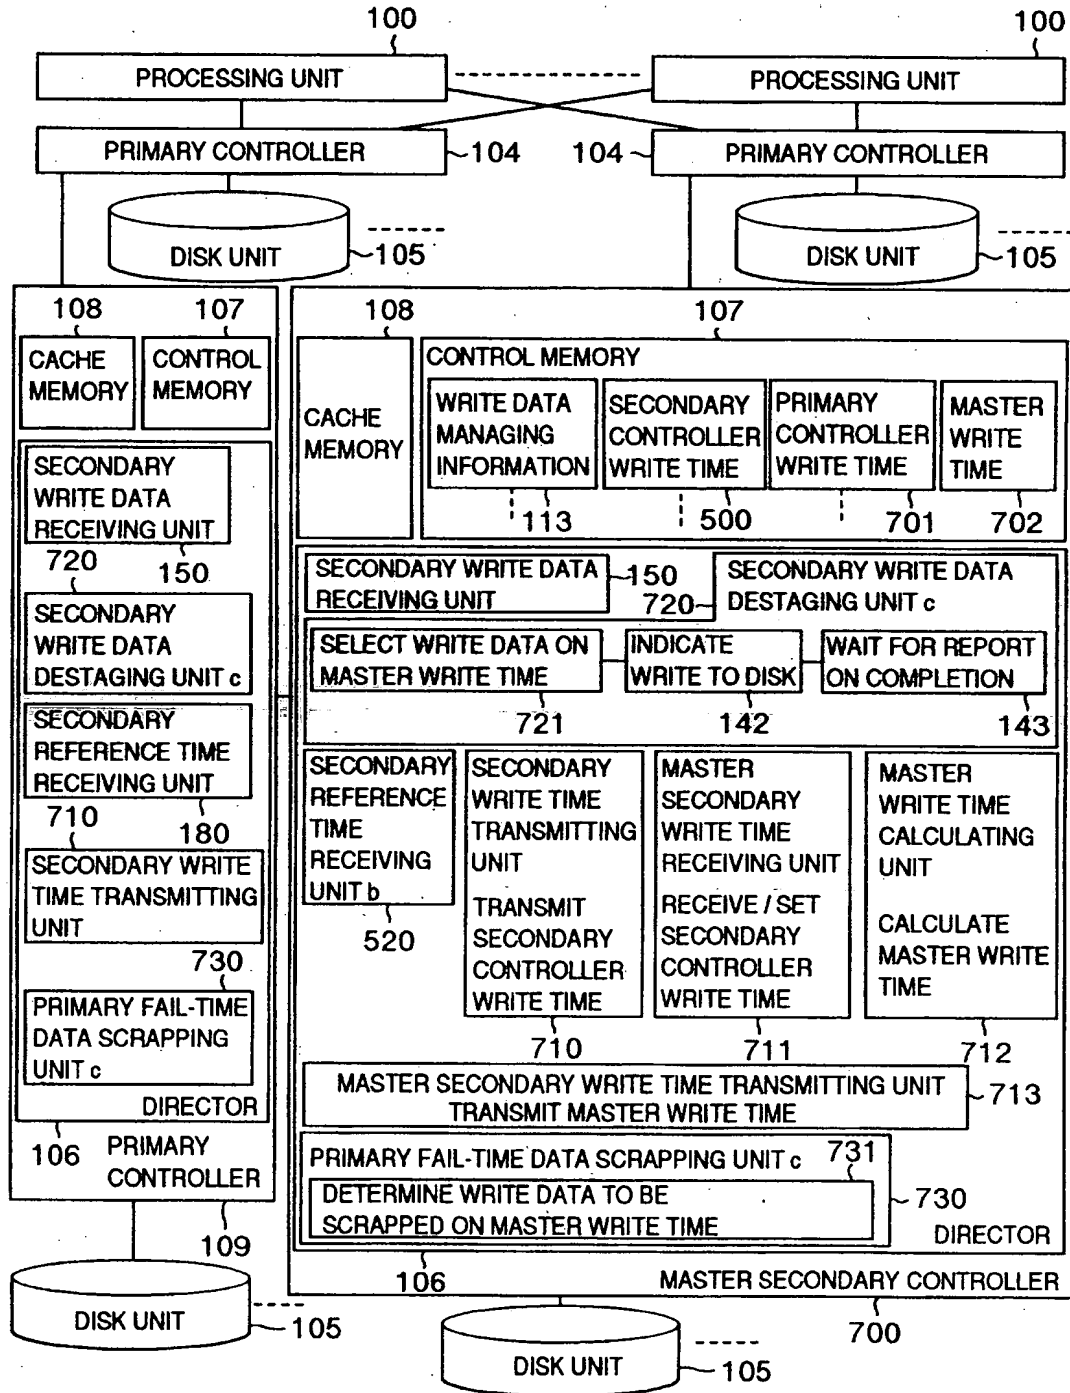 100
100
PROCESSING UNIT
PROCESSING UNIT
PRIMARY CONTROLLER
104
104
PRIMARY CONTROLLER
DISK UNIT
105
DISK UNIT
105
108
107
CACHE
MEMORY
CONTROL
MEMORY
SECONDARY
WRITE DATA
RECEIVING UNIT
720
150
SECONDARY
WRITE DATA
DESTAGING UNIT c
SECONDARY
REFERENCE TIME
RECEIVING UNIT
710
180
SECONDARY WRITE
TIME TRANSMITTING
UNIT
730
PRIMARY FAIL-TIME
DATA SCRAPPING
UNIT c
DIRECTOR
106
PRIMARY
CONTROLLER
109
DISK UNIT
105
108
107
CACHE
MEMORY
CONTROL MEMORY
WRITE DATA
MANAGING
INFORMATION
113
SECONDARY
CONTROLLER
WRITE TIME
500
PRIMARY
CONTROLLER
WRITE TIME
701
MASTER
WRITE
TIME
702
SECONDARY WRITE DATA
RECEIVING UNIT
150
720
SECONDARY WRITE DATA
DESTAGING UNIT c
SELECT WRITE DATA ON
MASTER WRITE TIME
721
INDICATE
WRITE TO DISK
142
WAIT FOR REPORT
ON COMPLETION
143
SECONDARY
REFERENCE
TIME
RECEIVING
UNIT b
520
SECONDARY
WRITE TIME
TRANSMITTING
UNIT
TRANSMIT
SECONDARY
CONTROLLER
WRITE TIME
710
MASTER
SECONDARY
WRITE TIME
RECEIVING UNIT
RECEIVE / SET
SECONDARY
CONTROLLER
WRITE TIME
711
MASTER
WRITE TIME
CALCULATING
UNIT
CALCULATE
MASTER WRITE
TIME
712
MASTER SECONDARY WRITE TIME TRANSMITTING UNIT
TRANSMIT MASTER WRITE TIME
713
PRIMARY FAIL-TIME DATA SCRAPPING UNIT c
731
DETERMINE WRITE DATA TO BE
SCRAPPED ON MASTER WRITE TIME
730
DIRECTOR
106
MASTER SECONDARY CONTROLLER
700
DISK UNIT
105